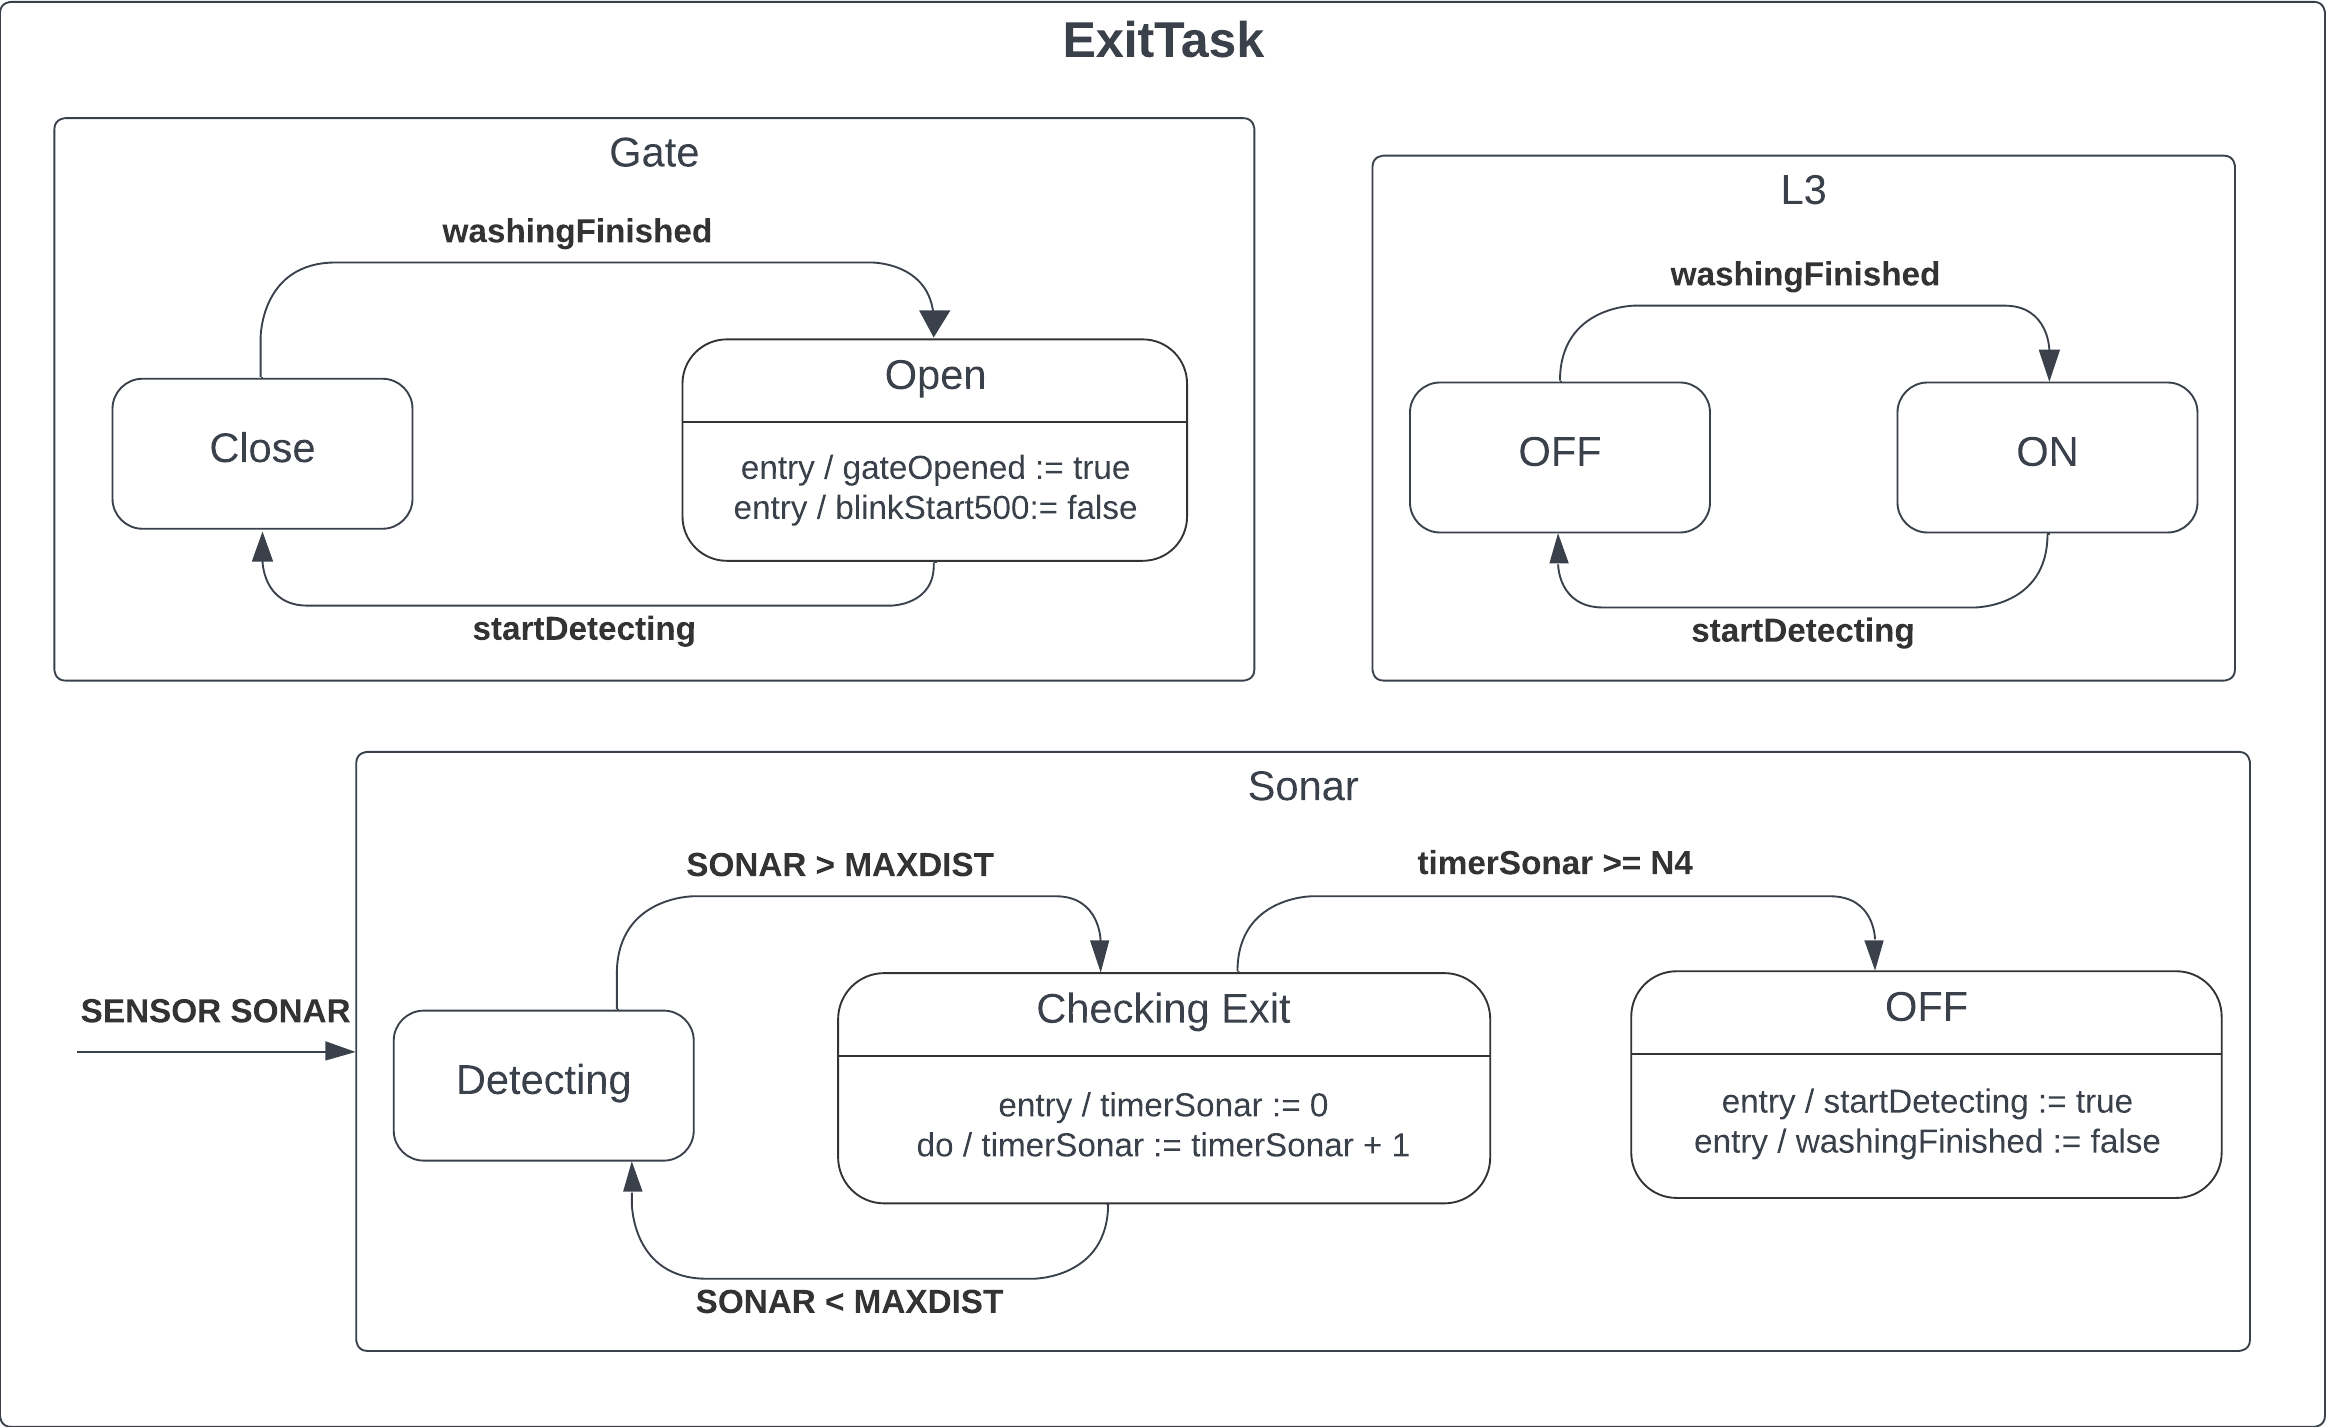 ExitTask
Gate
washingFinished
Close
Open
entry / gateOpened := true
entry / blinkStart500:= false
startDetecting
L3
washingFinished
OFF
ON
startDetecting
Sonar
SENSOR SONAR
SONAR > MAXDIST
timerSonar >= N4
Detecting
Checking Exit
entry / timerSonar := 0
do / timerSonar := timerSonar + 1
OFF
entry / startDetecting := true
entry / washingFinished := false
SONAR < MAXDIST